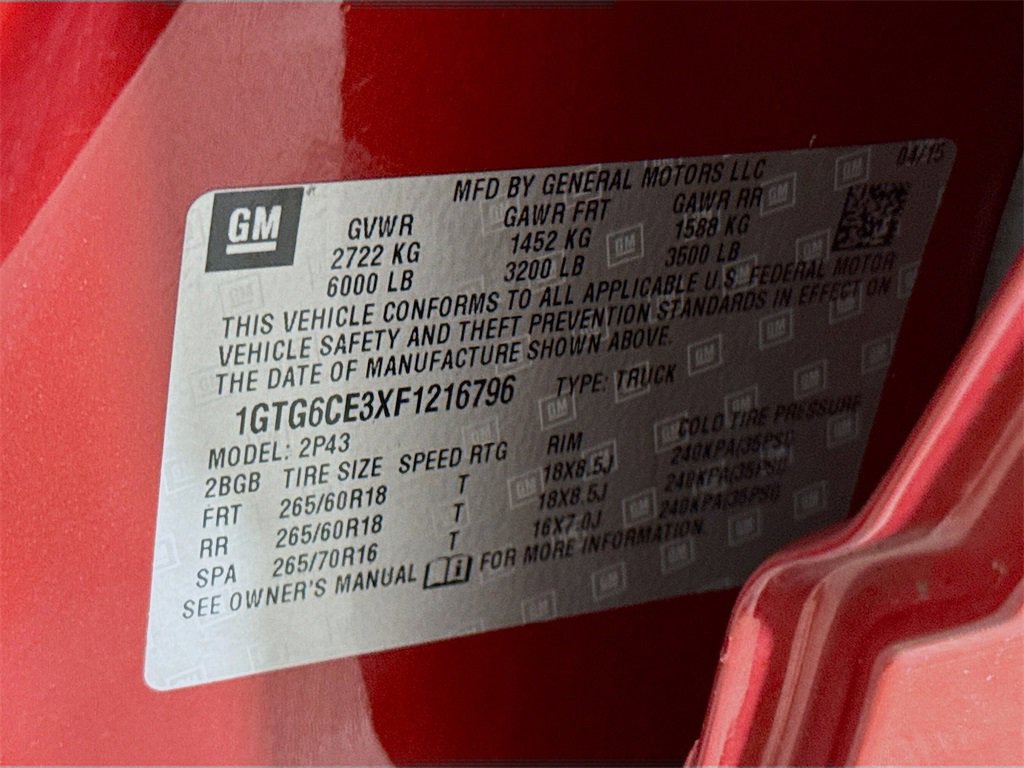 04/15
GM
MFD BY GENERAL MOTORS LLC
GVWR GAWR FRT GAWR RR
2722 KG 1452 KG 1588 KG
6000 LB 3200 LB 3500 LB
THIS VEHICLE CONFORMS TO ALL APPLICABLE U.S. FEDERAL MOTOR
VEHICLE SAFETY AND THEFT PREVENTION STANDARDS IN EFFECT ON
THE DATE OF MANUFACTURE SHOWN ABOVE.
1GTG6CE3XF1216796 TYPE: TRUCK
MODEL: 2P43
2BGB TIRE SIZE SPEED RTG RIM COLD TIRE PRESSURE
FRT 265/60R18 T 18X8.5J 240KPA(35PSI)
RR 265/60R18 T 18X8.5J 240KPA(35PSI)
SPA 265/70R16 T 16X7.0J 240KPA(35PSI)
SEE OWNER'S MANUAL FOR MORE INFORMATION